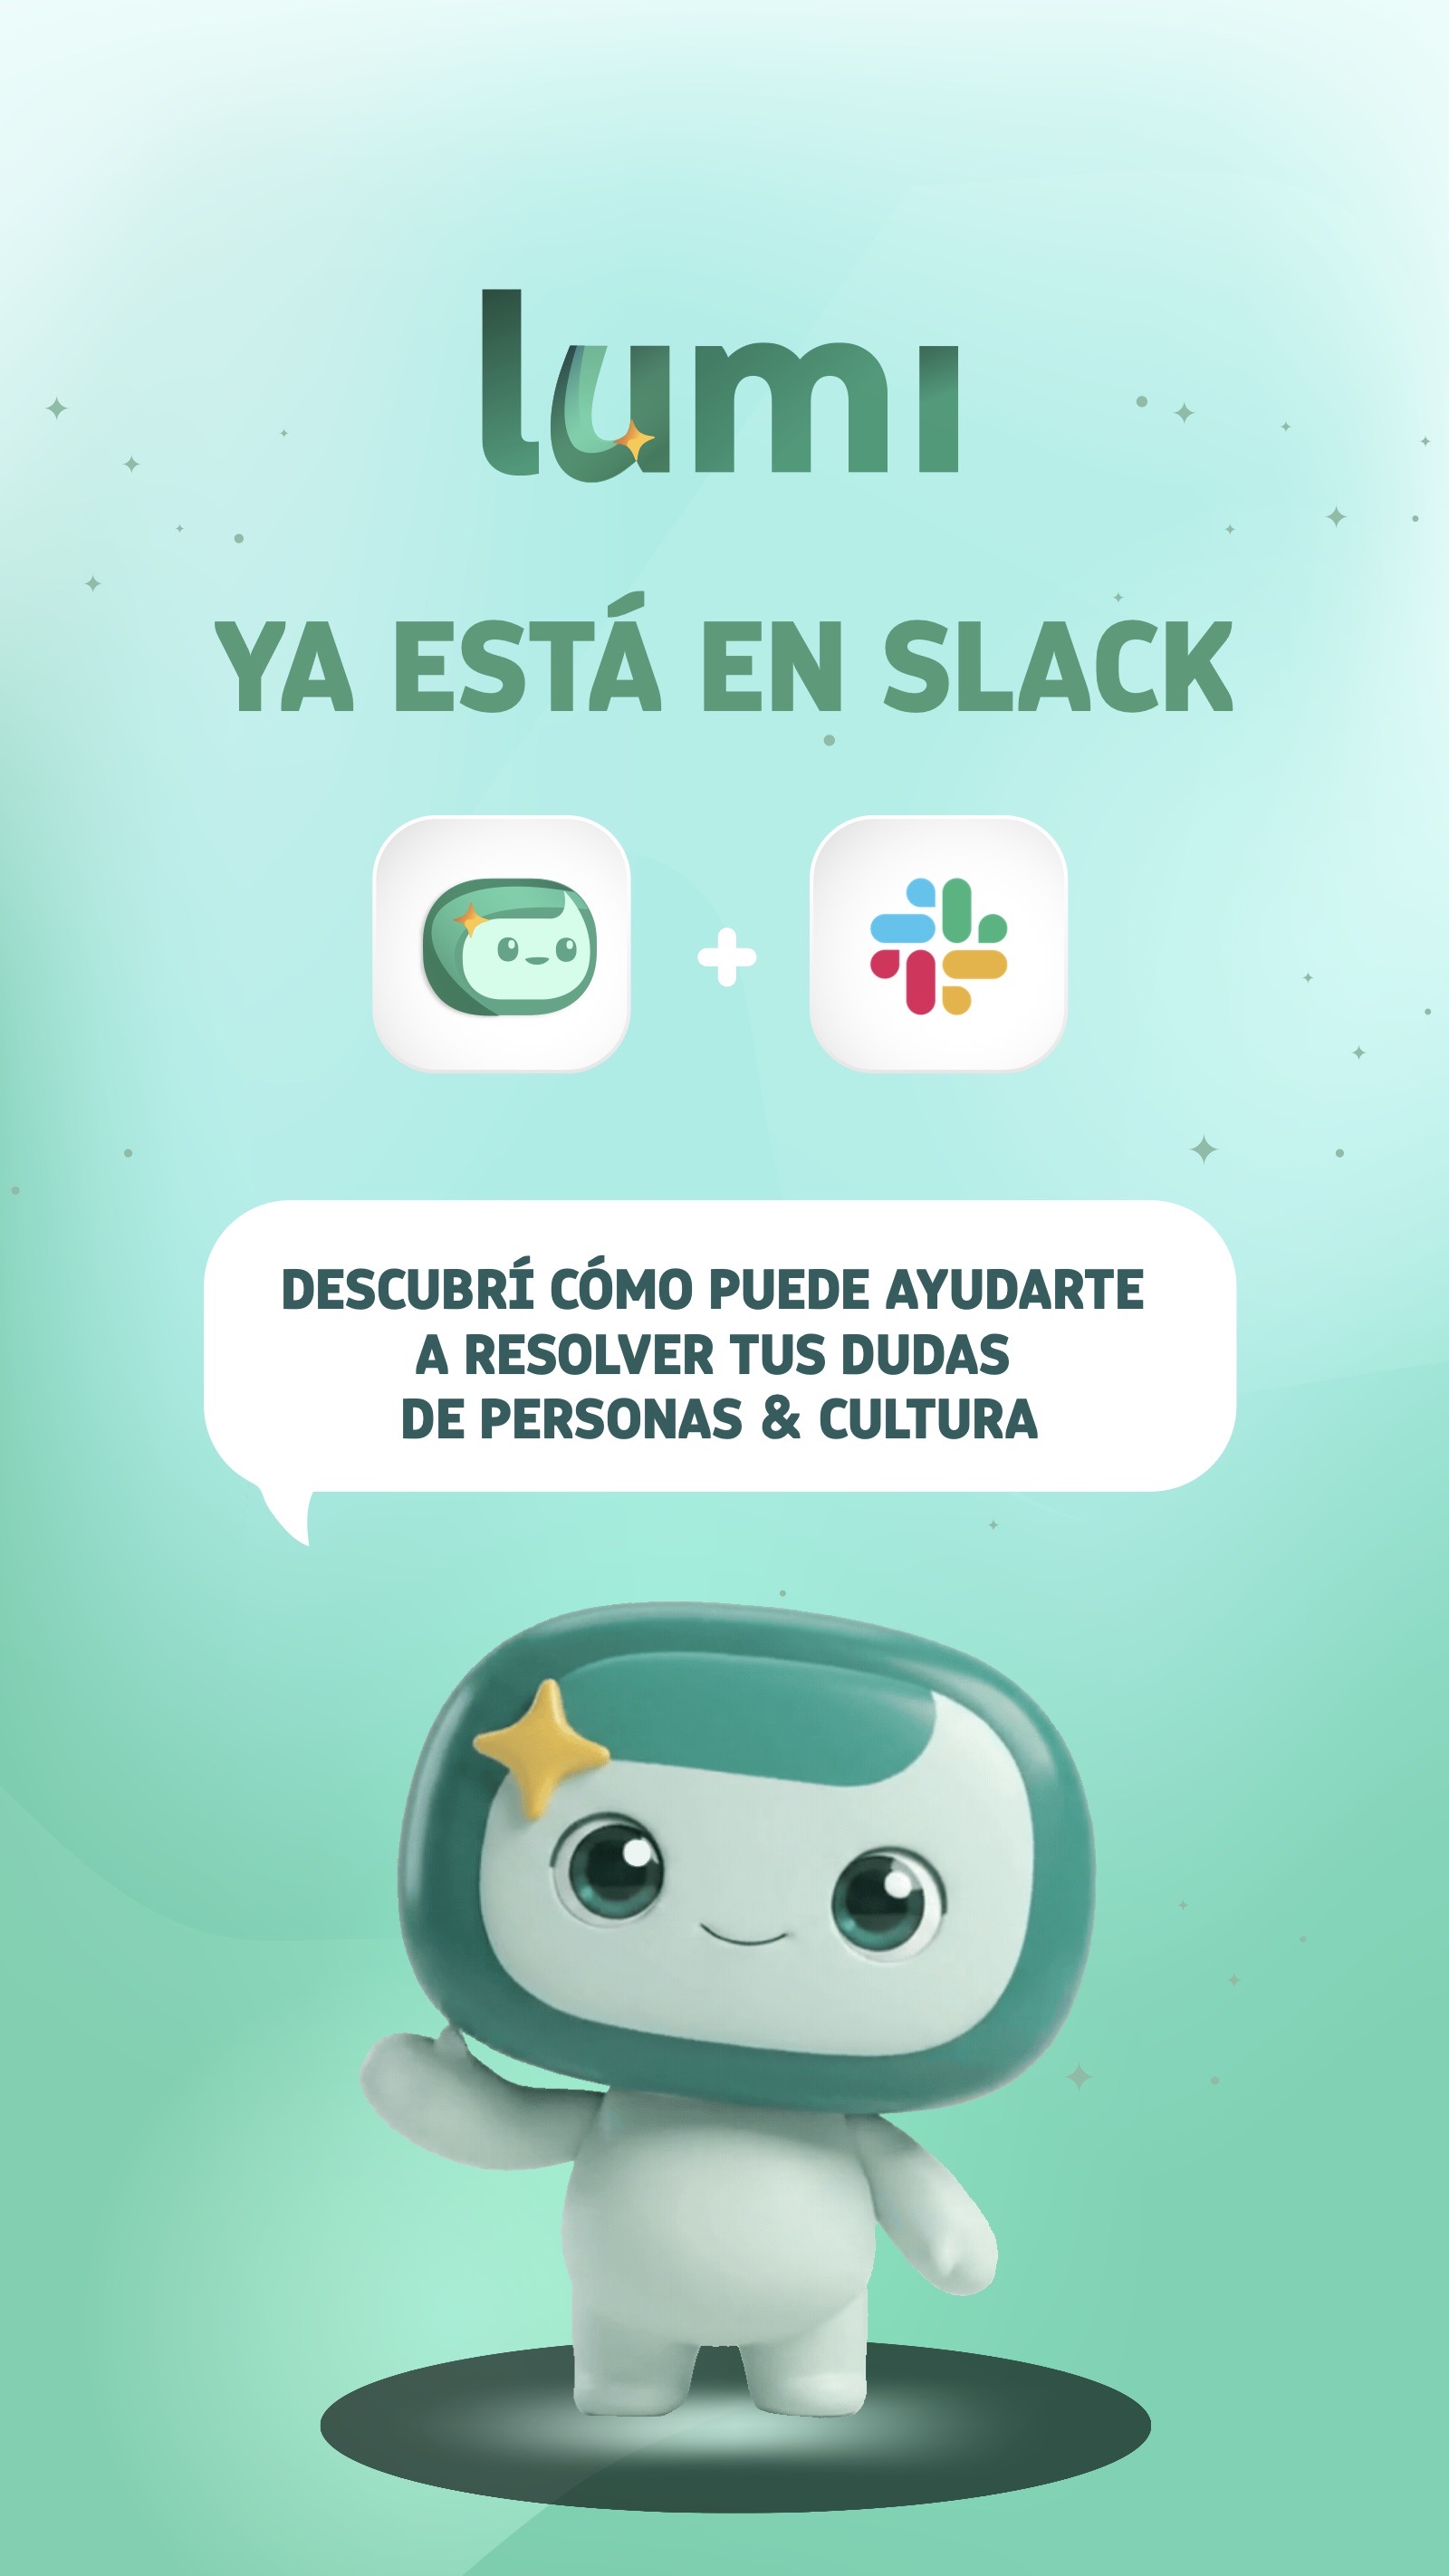 lumi
YA ESTÁ EN SLACK
DESCUBRÍ CÓMO PUEDE AYUDARTE
A RESOLVER TUS DUDAS
DE PERSONAS & CULTURA